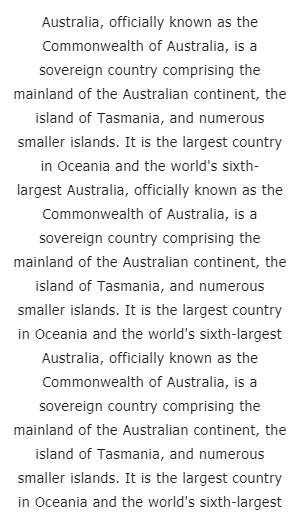 Australia, officially known as the
Commonwealth of Australia, is a
sovereign country comprising the
mainland of the Australian continent, the
island of Tasmania, and numerous
smaller islands. It is the largest country
in Oceania and the world's sixth-
largest Australia, officially known as the
Commonwealth of Australia, is a
sovereign country comprising the
mainland of the Australian continent, the
island of Tasmania, and numerous
smaller islands. It is the largest country
in Oceania and the world's sixth-largest
Australia, officially known as the
Commonwealth of Australia, is a
sovereign country comprising the
mainland of the Australian continent, the
island of Tasmania, and numerous
smaller islands. It is the largest country
in Oceania and the world's sixth-largest